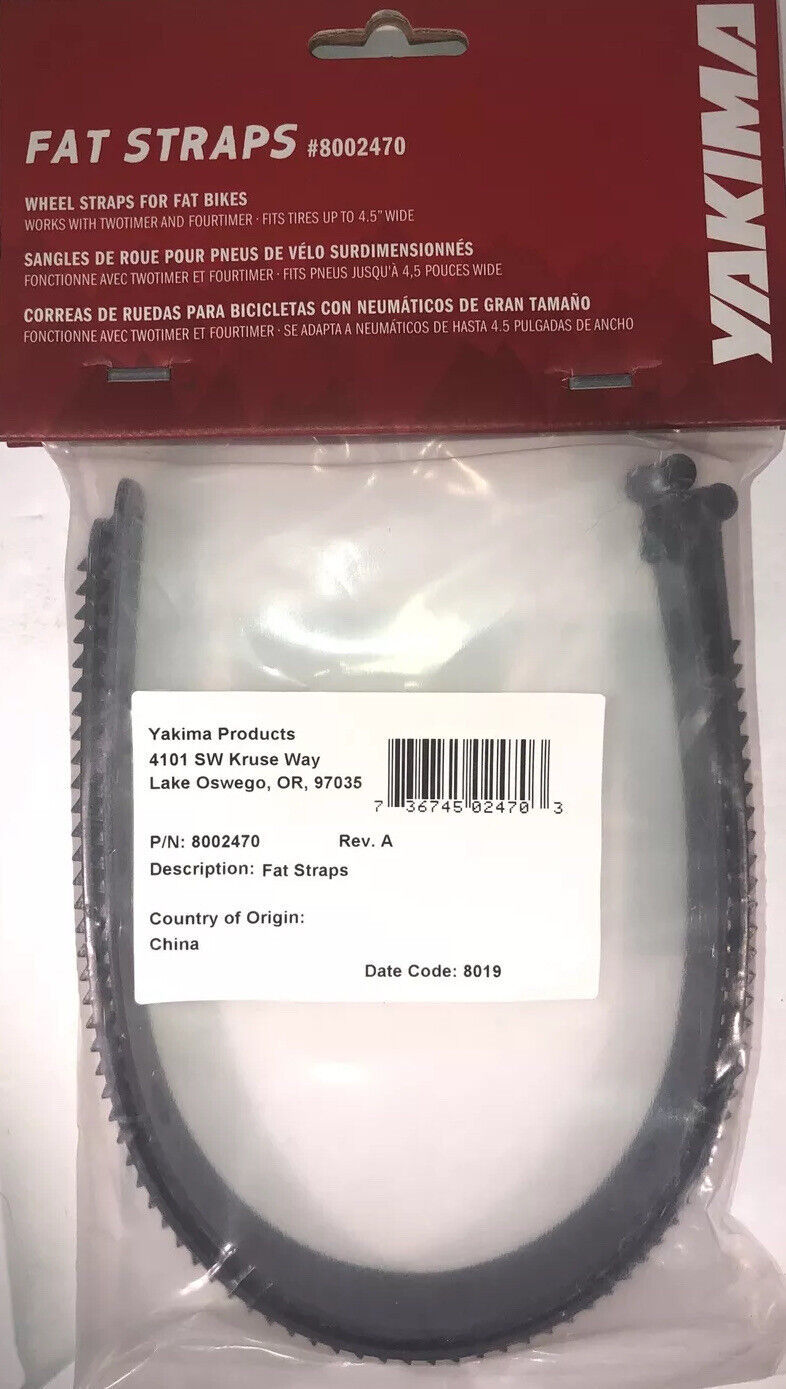 YAKIMA
FAT STRAPS #8002470
WHEEL STRAPS FOR FAT BIKES
WORKS WITH TWOTIMER AND FOURTIMER · FITS TIRES UP TO 4.5" WIDE
SANGLES DE ROUE POUR PNEUS DE VÉLO SURDIMENSIONNÉS
FONCTIONNE AVEC TWOTIMER ET FOURTIMER · FITS PNEUS JUSQU'À 4,5 POUCES WIDE
CORREAS DE RUEDAS PARA BICICLETAS CON NEUMÁTICOS DE GRAN TAMAÑO
FONCTIONNE AVEC TWOTIMER ET FOURTIMER · SE ADAPTA A NEUMÁTICOS DE HASTA 4.5 PULGADAS DE ANCHO
Yakima Products
4101 SW Kruse Way
Lake Oswego, OR, 97035
7 36745 02470 3
P/N: 8002470 Rev. A
Description: Fat Straps
Country of Origin:
China
Date Code: 8019